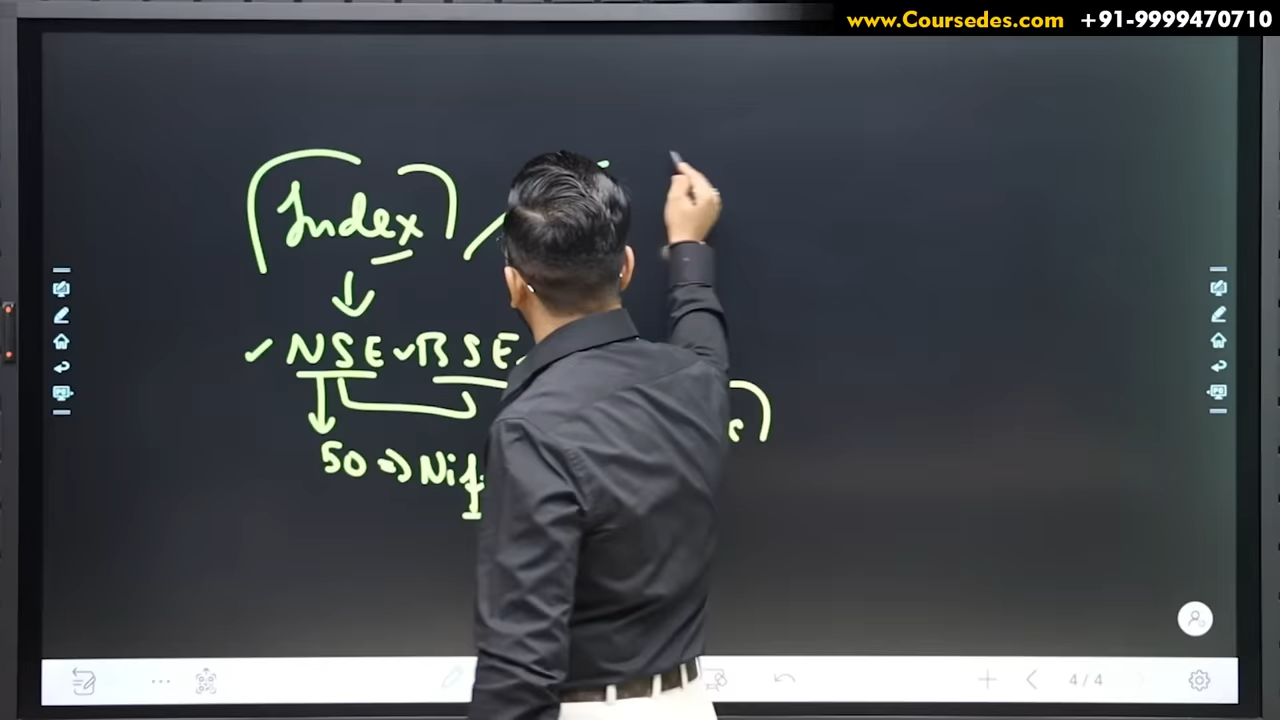 www.Coursedes.com +91-9999470710
Index
✓ NSE ✓ BSE
50 => Nif
4/4